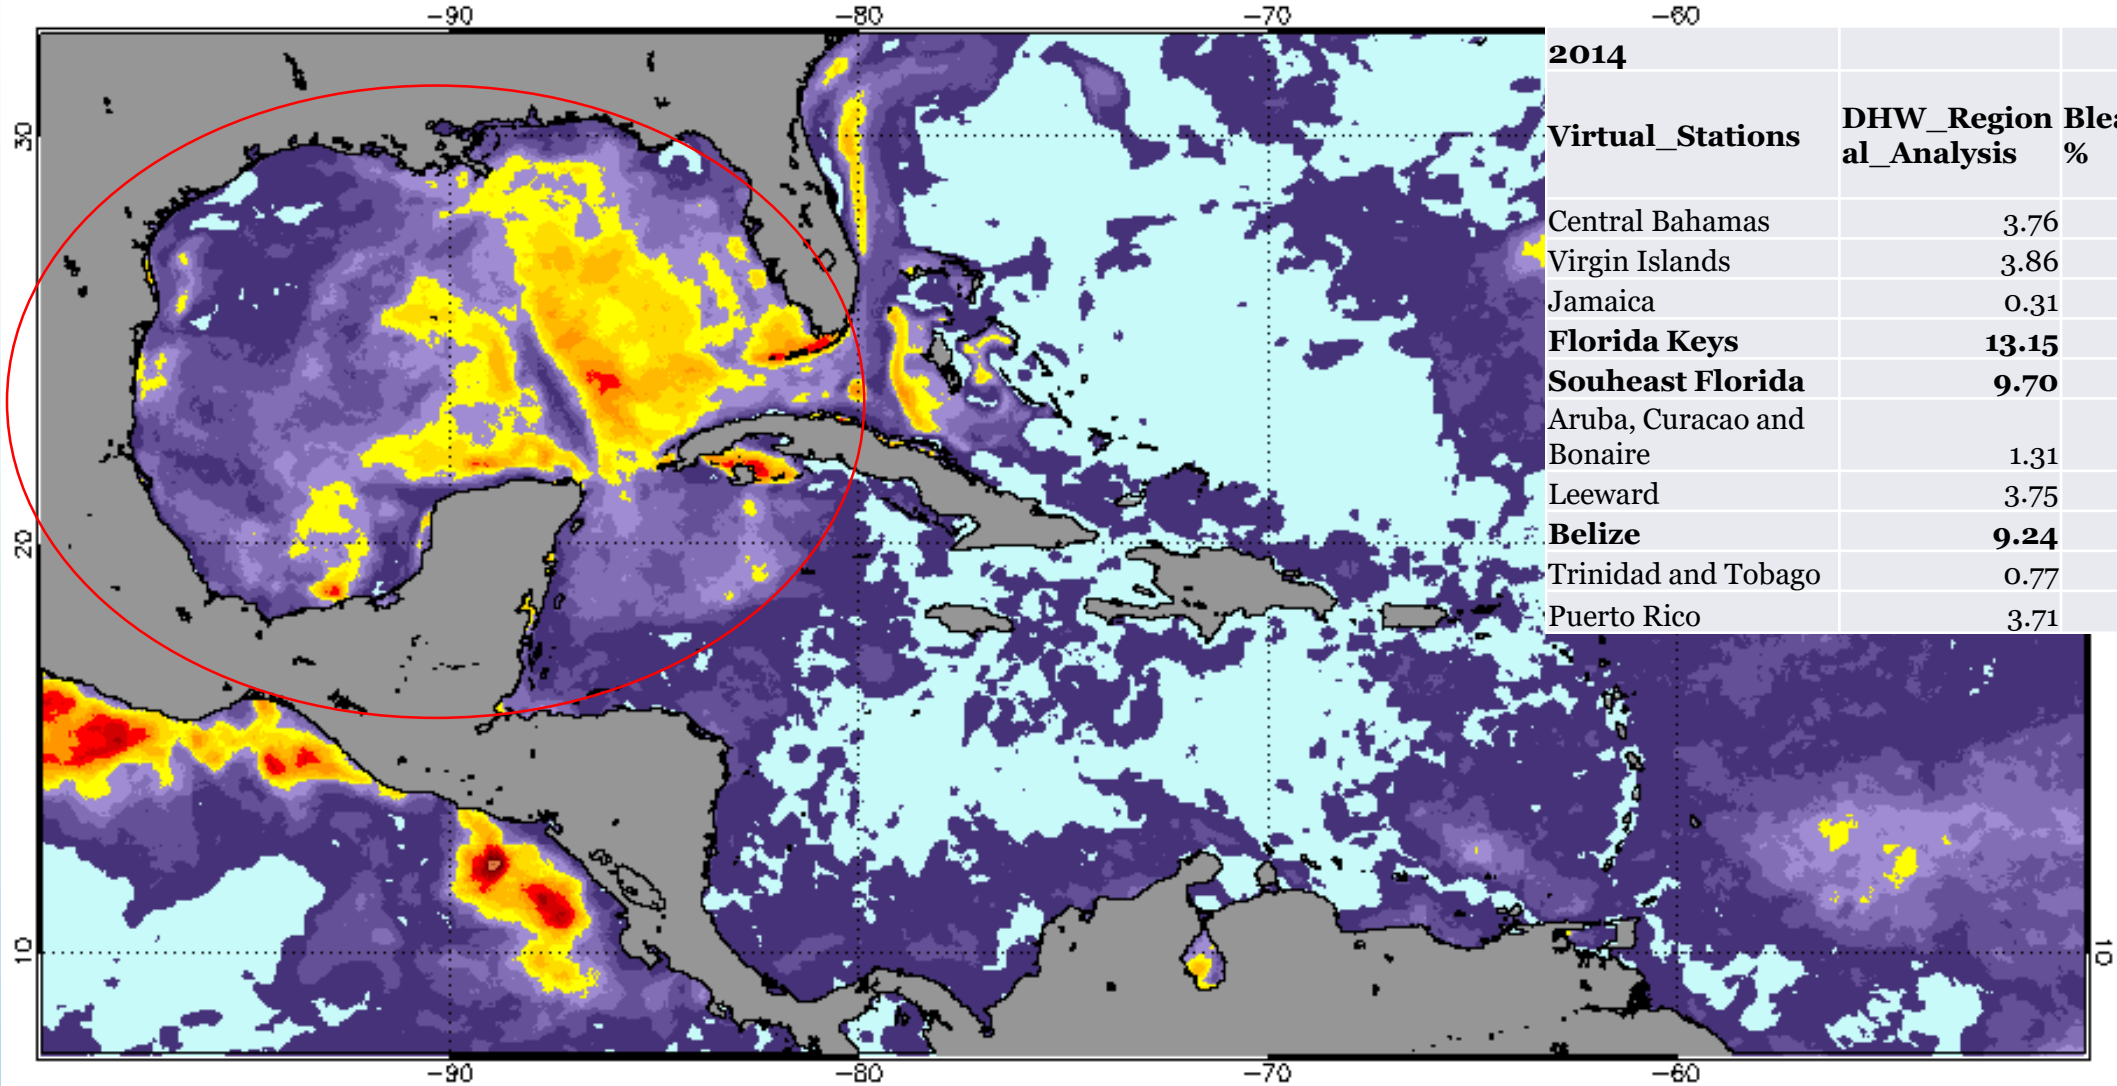 −90 −80 −70 −60
2014
Virtual_Stations DHW_Region Blea
al_Analysis %
Central Bahamas 3.76
Virgin Islands 3.86
Jamaica 0.31
Florida Keys 13.15
Souheast Florida 9.70
Aruba, Curacao and
Bonaire 1.31
Leeward 3.75
Belize 9.24
Trinidad and Tobago 0.77
Puerto Rico 3.71
30
20
10
10
−90 −80 −70 −60